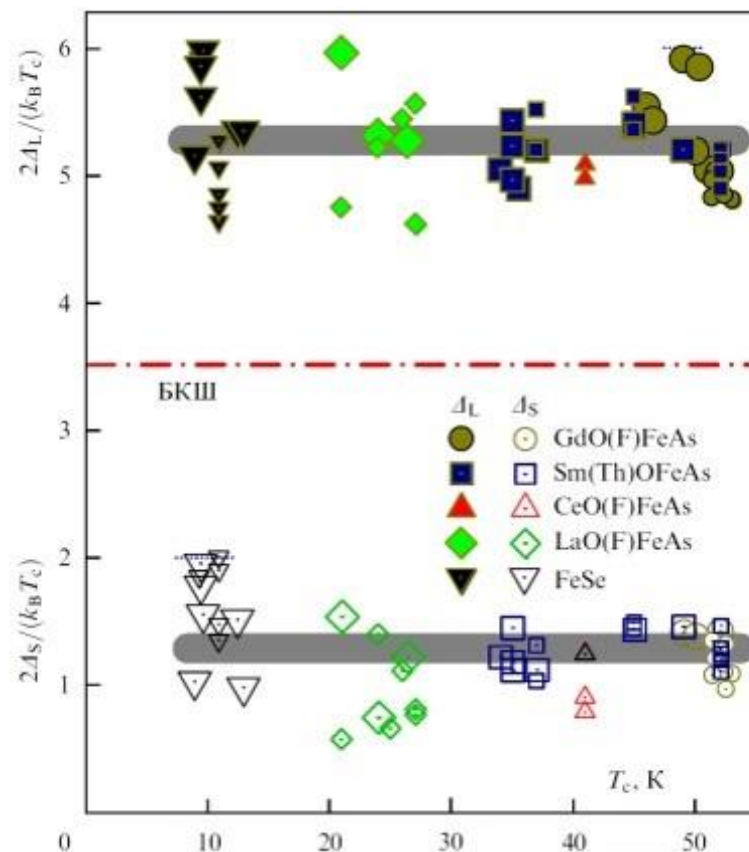 2Δ_L/(k_BT_c)
6
5
4
БКШ
3
Δ_L Δ_S
GdO(F)FeAs
Sm(Th)OFeAs
CeO(F)FeAs
LaO(F)FeAs
FeSe
2
2Δ_S/(k_BT_c)
1
T_c, К
0 10 20 30 40 50